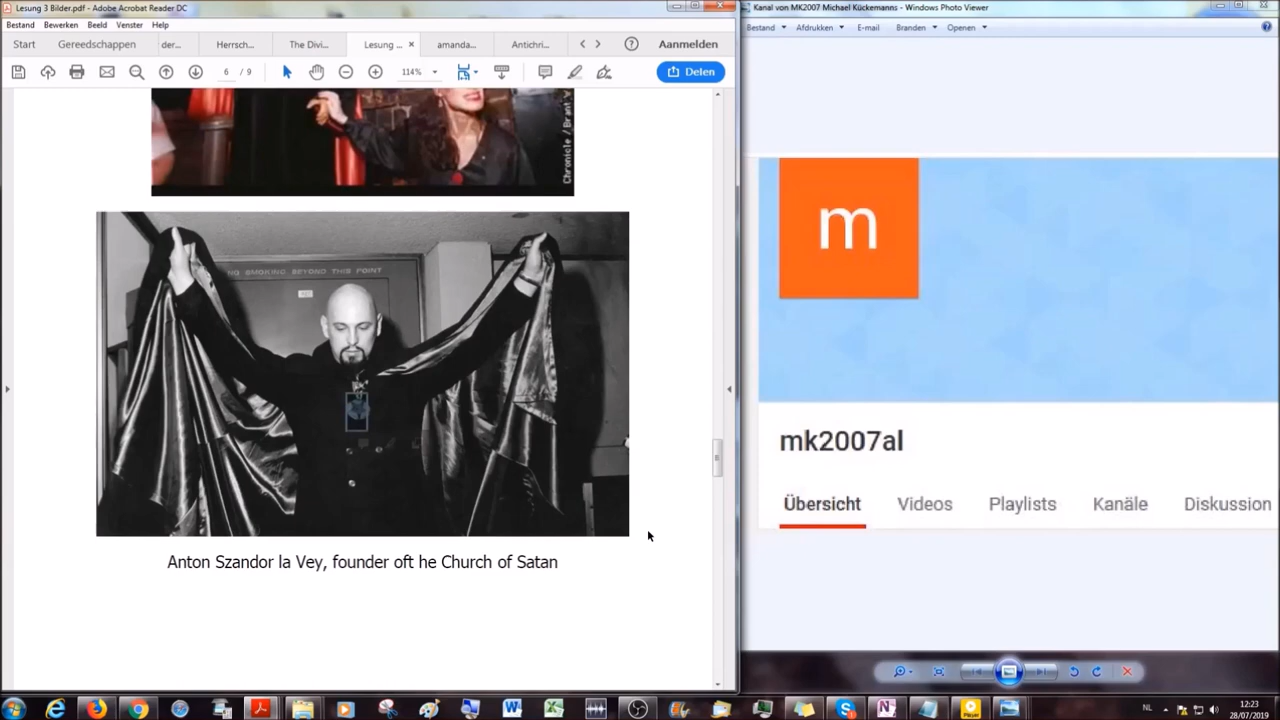 Lesung 3 Bilder.pdf - Adobe Acrobat Reader DC
Bestand Bewerken Beeld Venster Help
Start Gereedschappen der... Herrsch... The Divi... Lesung ... × amanda... Antichri... Aanmelden
6 / 9 114% Delen
Chronicle / Brant
NO SMOKING BEYOND THIS POINT
Anton Szandor la Vey, founder oft he Church of Satan
Kanal von MK2007 Michael Kückemanns - Windows Photo Viewer
Bestand Afdrukken E-mail Branden Openen
m
mk2007al
Übersicht Videos Playlists Kanäle Diskussion
NL 12:23
28/07/2019